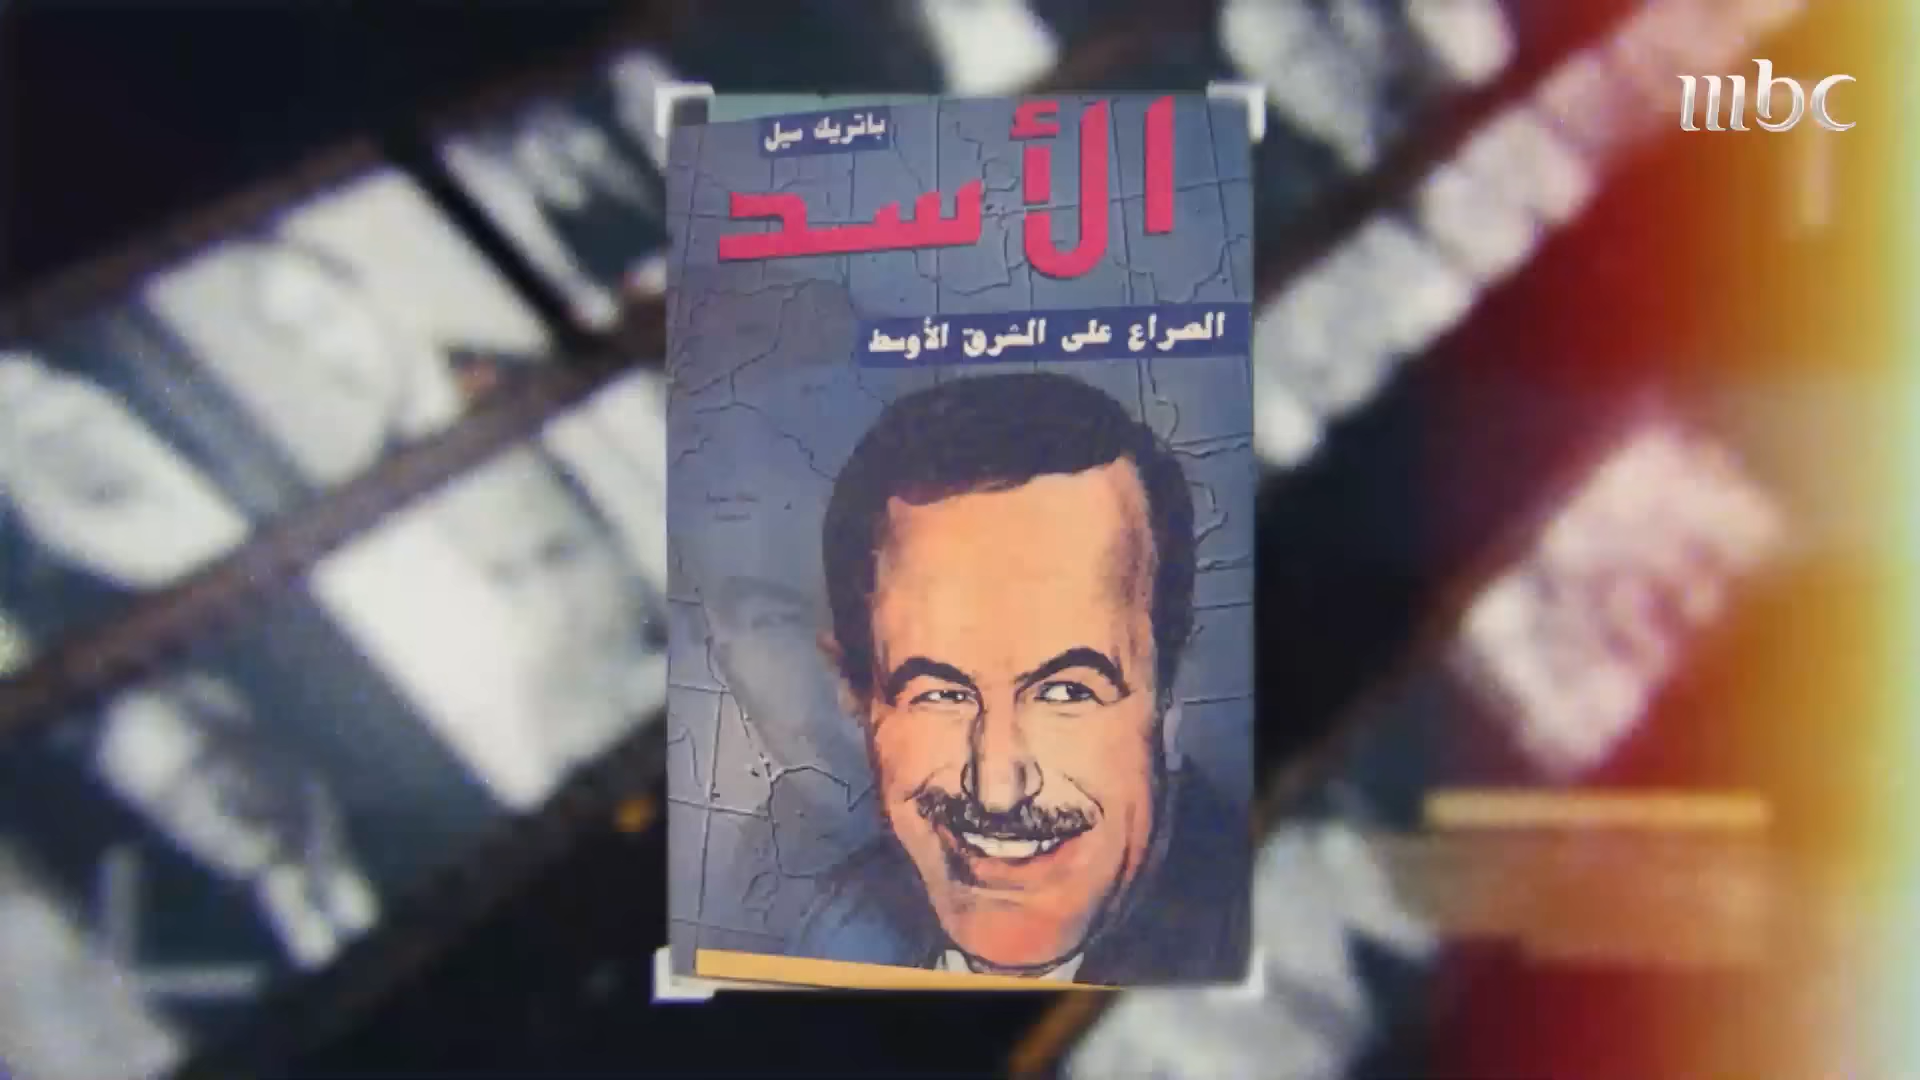 mbc
باتريك سيل
الأسد
الصراع على الشرق الأوسط